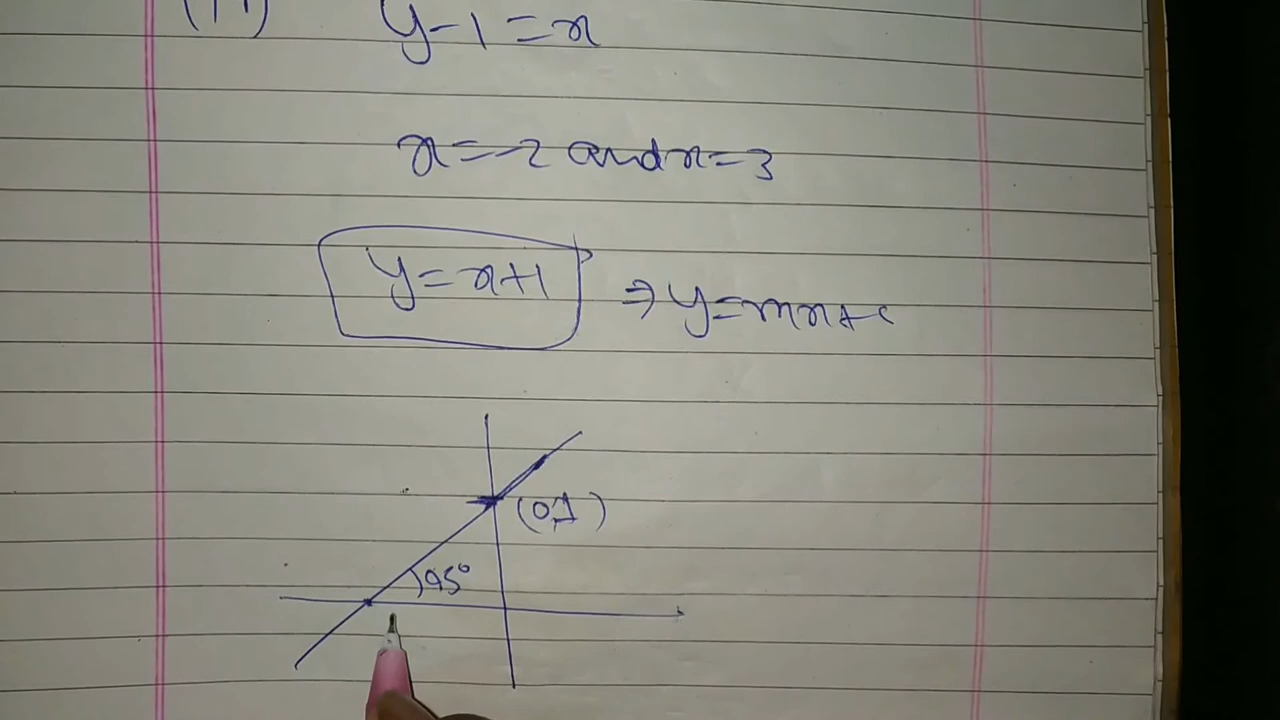 y-1=x
x=-2 and x=3
y=x+1 ⇒ y=mx+c
(0,1)
45°